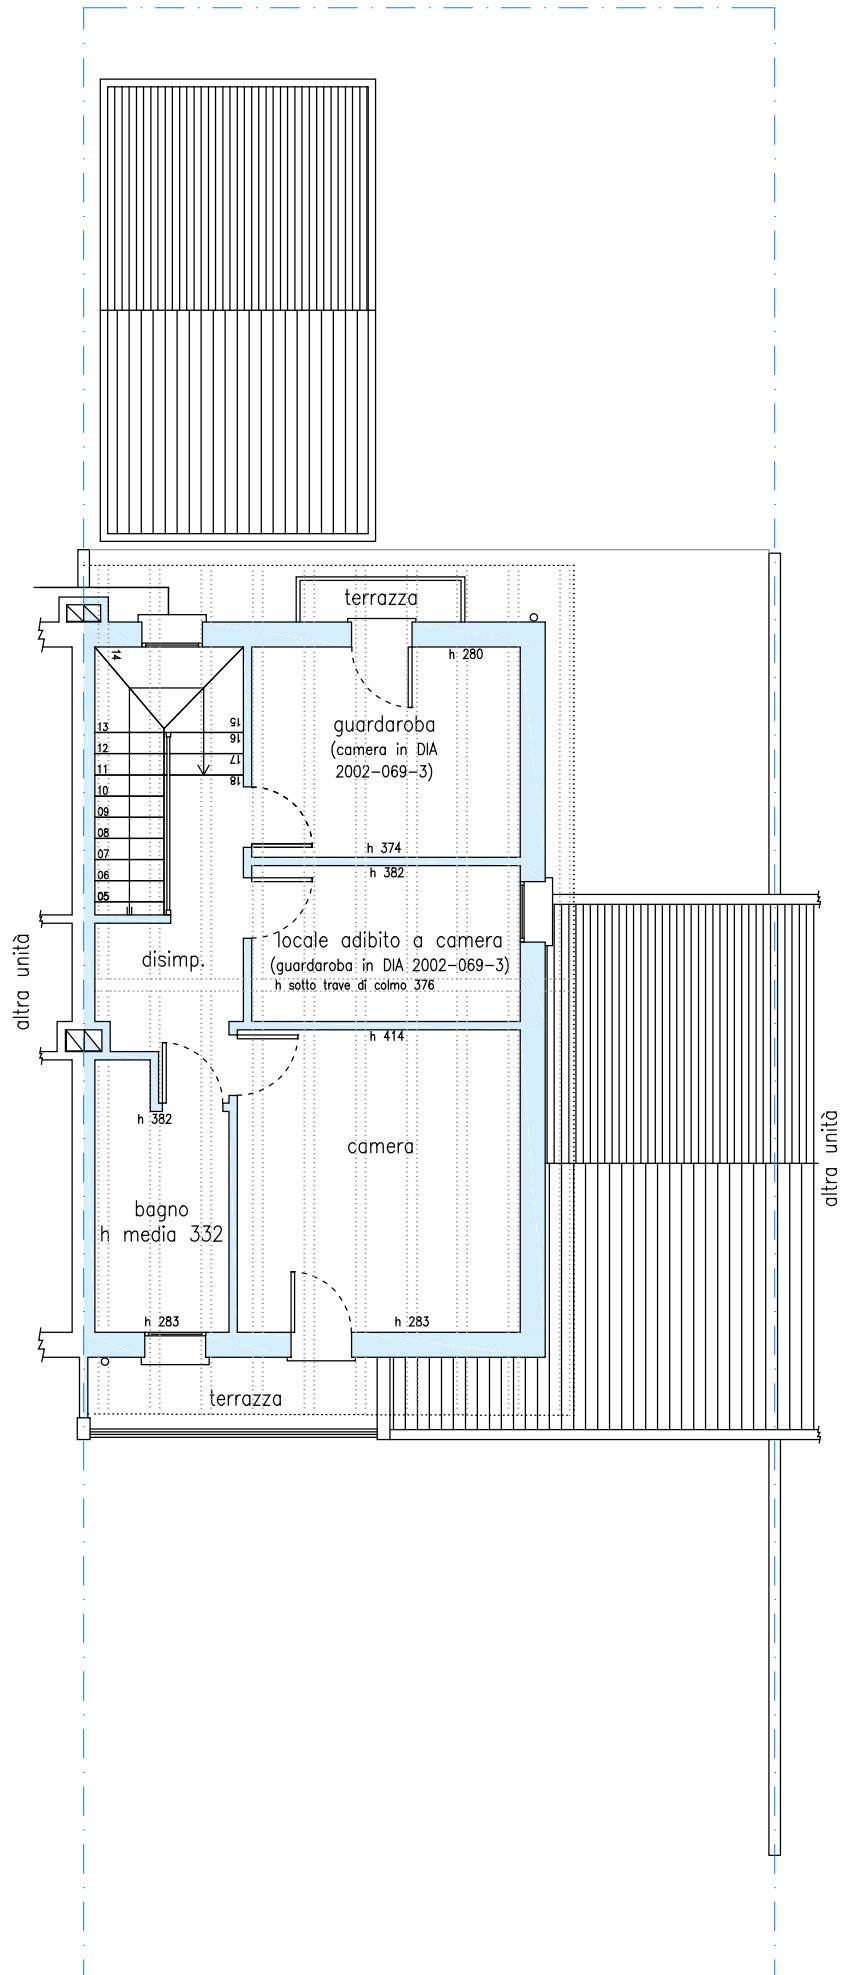 terrazza
h 280
guardaroba
(camera in DIA
2002-069-3)
14
13
12
11
10
09
08
07
06
05
15
16
17
18
h 374
h 382
locale adibito a camera
(guardaroba in DIA 2002-069-3)
h sotto trave di colmo 376
disimp.
altra unità
h 414
h 382
camera
altra unità
bagno
h media 332
h 283
h 283
terrazza